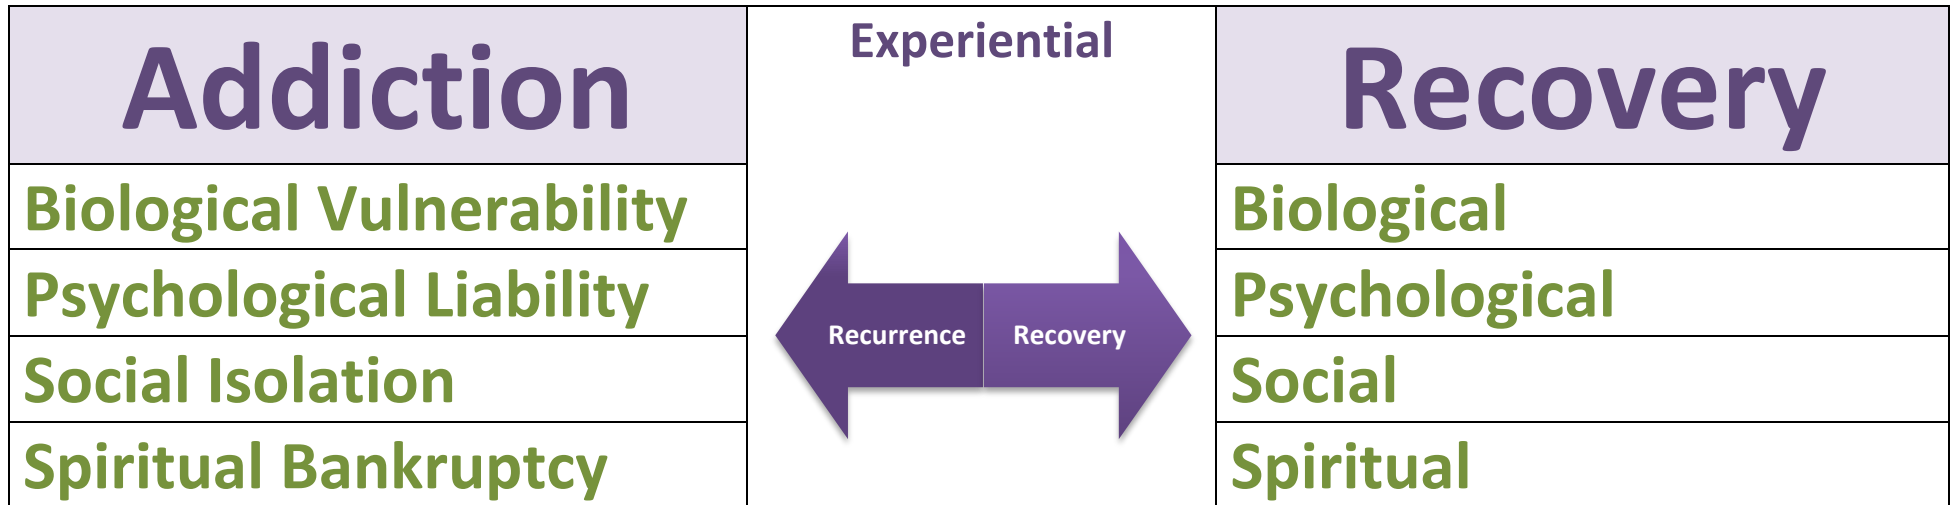 Addiction
Experiential
Recovery
Biological Vulnerability
Biological
Psychological Liability
Psychological
Recurrence
Recovery
Social Isolation
Social
Spiritual Bankruptcy
Spiritual